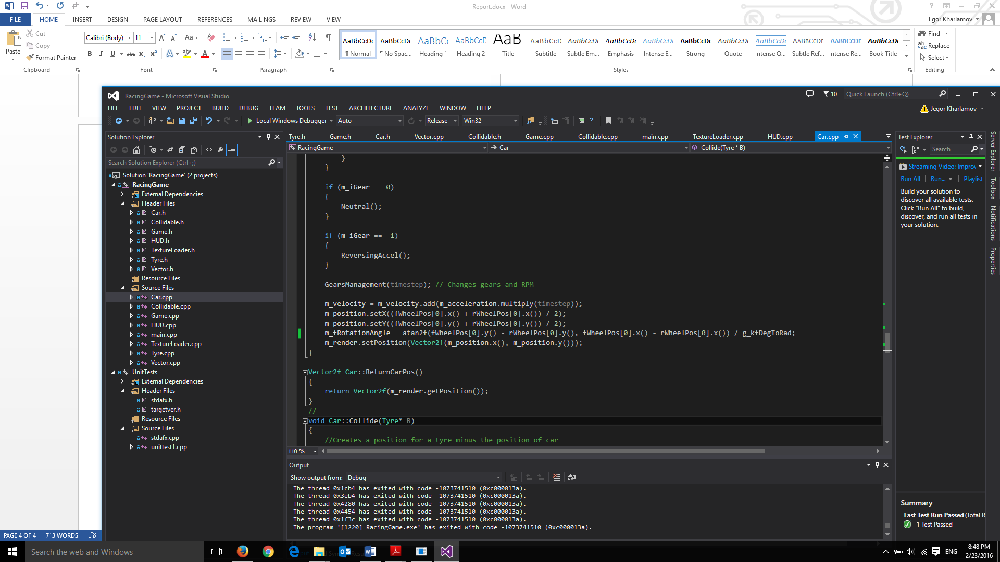 Report.docx - Word
FILE HOME INSERT DESIGN PAGE LAYOUT REFERENCES MAILINGS REVIEW VIEW
Egor Kharlamov
Cut
Copy
Format Painter
Paste
Clipboard
Calibri (Body) 11
Font
Paragraph
AaBbCcDc AaBbCcDc AaBbCc AaBbCcD AaBl AaBbCcD AaBbCcDc AaBbCcDc AaBbCcDc AaBbCcDc AaBbCcDc AaBbCcDc AABBCCDE AABBCCDE AaBbCcDc
¶ Normal ¶ No Spac... Heading 1 Heading 2 Title Subtitle Subtle Em... Emphasis Intense E... Strong Quote Intense Q... Subtle Ref... Intense Re... Book Title
Styles
Find
Replace
Select
Editing
RacingGame - Microsoft Visual Studio
10
Quick Launch (Ctrl+Q)
FILE EDIT VIEW PROJECT BUILD DEBUG TEAM TOOLS TEST ARCHITECTURE ANALYZE WINDOW HELP
Jegor Kharlamov
Local Windows Debugger Auto Release Win32
Solution Explorer
Search Solution Explorer (Ctrl+;)
Solution 'RacingGame' (2 projects)
RacingGame
External Dependencies
Header Files
Car.h
Collidable.h
Game.h
HUD.h
TextureLoader.h
Tyre.h
Vector.h
Resource Files
Source Files
Car.cpp
Collidable.cpp
Game.cpp
HUD.cpp
main.cpp
TextureLoader.cpp
Tyre.cpp
Vector.cpp
UnitTests
External Dependencies
Header Files
stdafx.h
targetver.h
Resource Files
Source Files
stdafx.cpp
unittest1.cpp
Tyre.h Game.h Car.h Vector.cpp Collidable.h Game.cpp Collidable.cpp main.cpp TextureLoader.cpp HUD.cpp Car.cpp
RacingGame Car Collide(Tyre * B)
}
}
if (m_iGear == 0)
{
Neutral();
}
if (m_iGear == -1)
{
ReversingAccel();
}
GearsManagement(timestep); // Changes gears and RPM
m_velocity = m_velocity.add(m_acceleration.multiply(timestep));
m_position.setX((fWheelPos[0].x() + rWheelPos[0].x()) / 2);
m_position.setY((fWheelPos[0].y() + rWheelPos[0].y()) / 2);
m_fRotationAngle = atan2f(fWheelPos[0].y() - rWheelPos[0].y(), fWheelPos[0].x() - rWheelPos[0].x()) / g_kfDegToRad;
m_render.setPosition(Vector2f(m_position.x(), m_position.y()));
}
Vector2f Car::ReturnCarPos()
{
return Vector2f(m_render.getPosition());
}
//
void Car::Collide(Tyre* B)
{
//Creates a position for a tyre minus the position of car
110 %
Output
Show output from: Debug
The thread 0x1cb4 has exited with code -1073741510 (0xc000013a).
The thread 0x3eb4 has exited with code -1073741510 (0xc000013a).
The thread 0x4280 has exited with code -1073741510 (0xc000013a).
The thread 0x4454 has exited with code -1073741510 (0xc000013a).
The thread 0x1f3c has exited with code -1073741510 (0xc000013a).
The program '[1220] RacingGame.exe' has exited with code -1073741510 (0xc000013a).
Test Explorer
Search
Streaming Video: Improv
Run All Run... Playlist :
Build your solution to
discover all available tests.
Click "Run All" to build,
discover, and run all tests in
your solution.
Summary
Last Test Run Passed (Total R
1 Test Passed
Server Explorer
Toolbox
Notifications
Properties
PAGE 4 OF 4 713 WORDS
Search the web and Windows
ENG
8:48 PM
2/23/2016